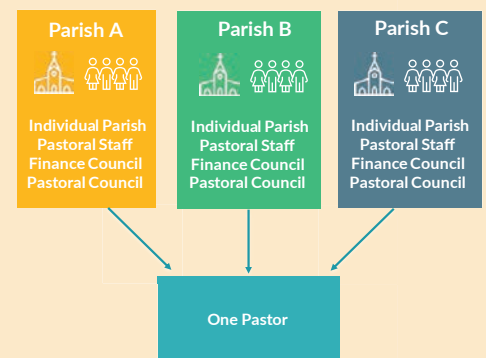 Parish A
Individual Parish
Pastoral Staff
Finance Council
Pastoral Council
Parish B
Individual Parish
Pastoral Staff
Finance Council
Pastoral Council
Parish C
Individual Parish
Pastoral Staff
Finance Council
Pastoral Council
One Pastor